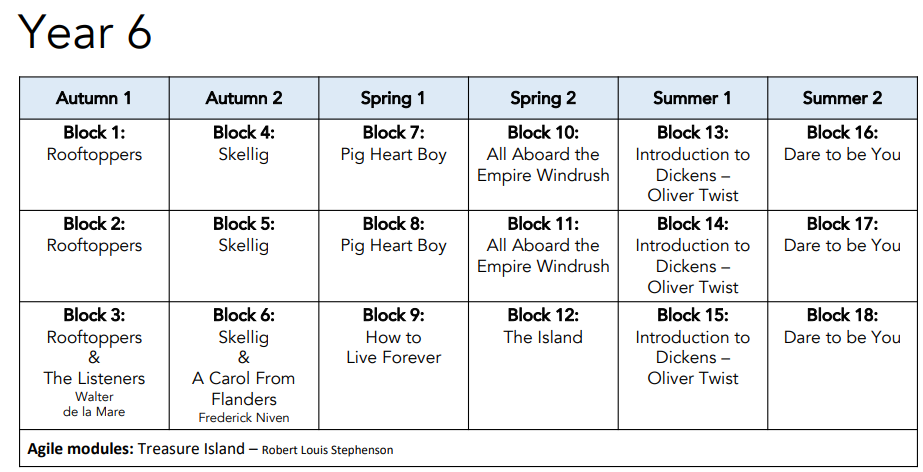 Year 6
Autumn 1
Autumn 2
Spring 1
Spring 2
Summer 1
Summer 2
Block 1:
Rooftoppers
Block 4:
Skellig
Block 7:
Pig Heart Boy
Block 10:
All Aboard the
Empire Windrush
Block 13:
Introduction to
Dickens –
Oliver Twist
Block 16:
Dare to be You
Block 2:
Rooftoppers
Block 5:
Skellig
Block 8:
Pig Heart Boy
Block 11:
All Aboard the
Empire Windrush
Block 14:
Introduction to
Dickens –
Oliver Twist
Block 17:
Dare to be You
Block 3:
Rooftoppers
&
The Listeners
Walter
de la Mare
Block 6:
Skellig
&
A Carol From
Flanders
Frederick Niven
Block 9:
How to
Live Forever
Block 12:
The Island
Block 15:
Introduction to
Dickens –
Oliver Twist
Block 18:
Dare to be You
Agile modules: Treasure Island – Robert Louis Stephenson